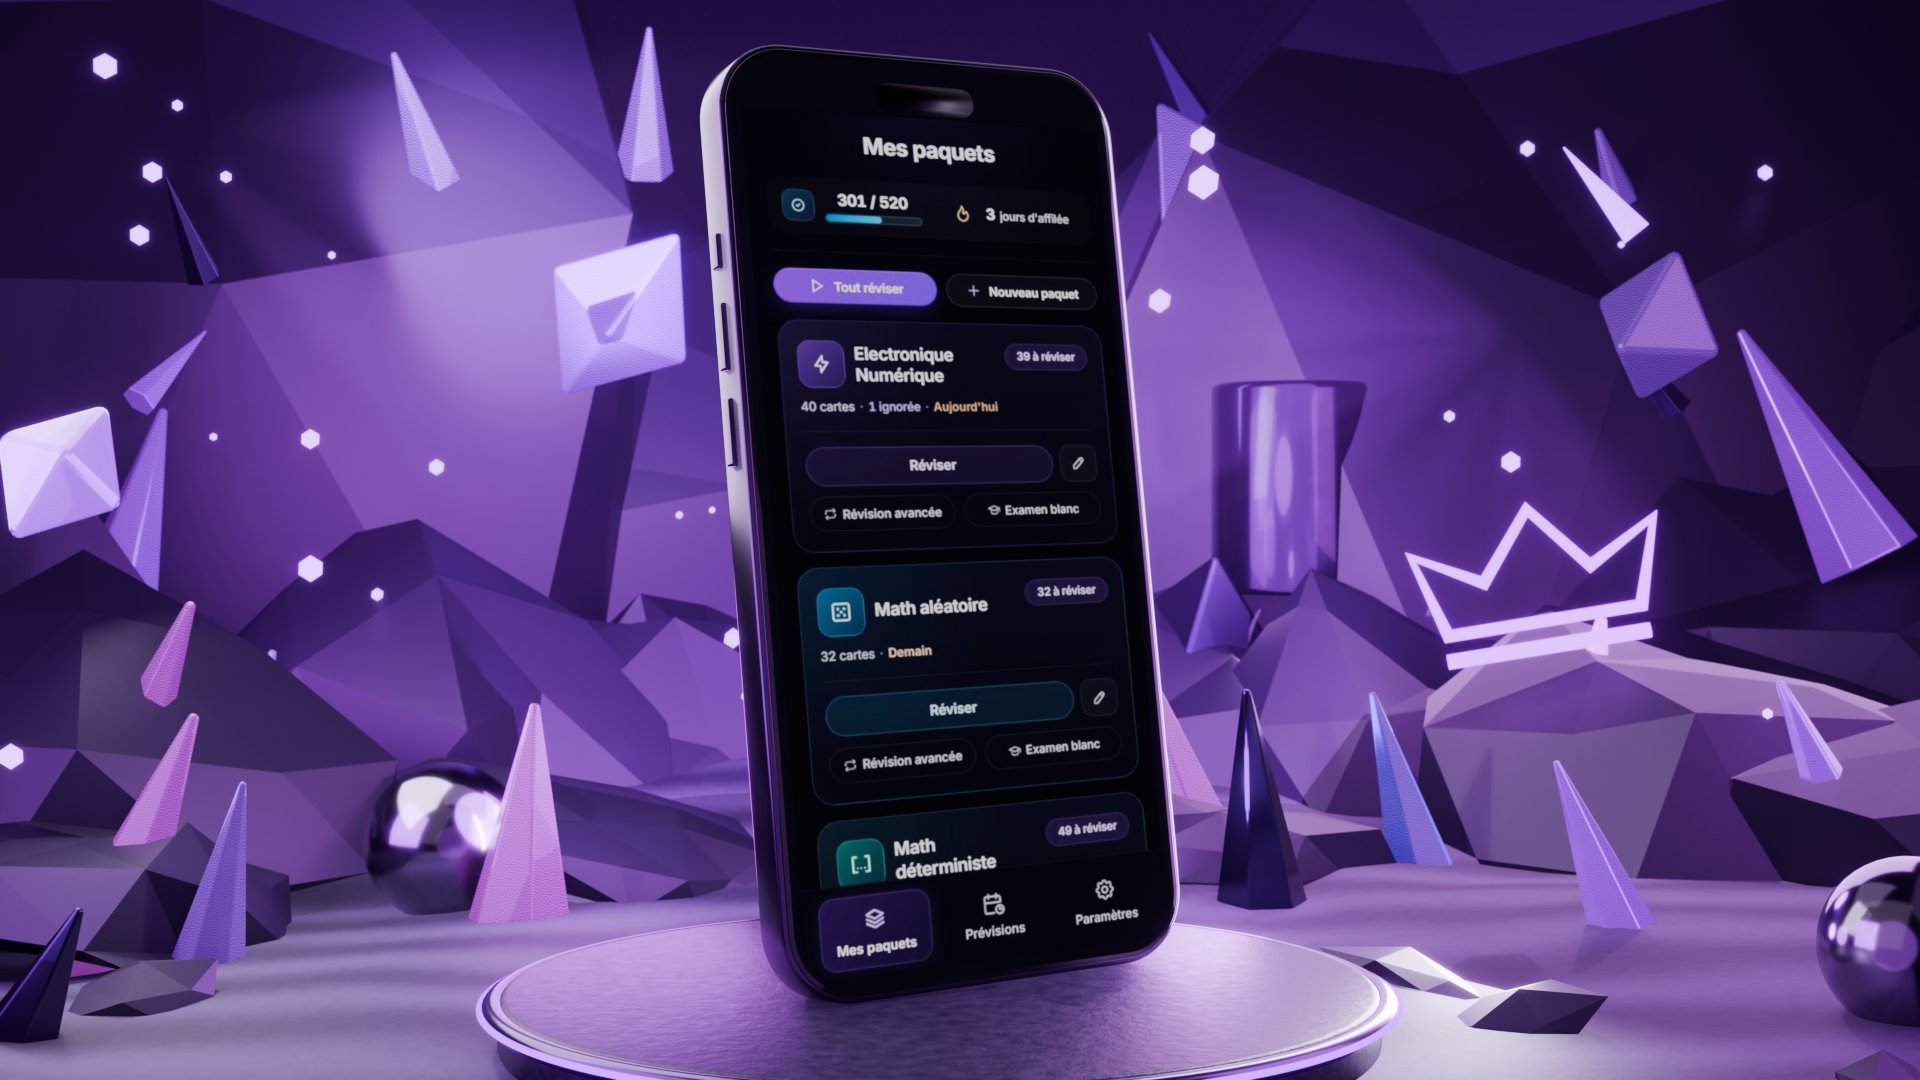 Mes paquets
301 / 520
3 jours d'affilée
Tout réviser
Nouveau paquet
Electronique
Numérique
39 à réviser
40 cartes · 1 ignorée · Aujourd'hui
Réviser
Révision avancée
Examen blanc
Math aléatoire
32 à réviser
32 cartes · Demain
Réviser
Révision avancée
Examen blanc
Math
déterministe
49 à réviser
Mes paquets
Prévisions
Paramètres